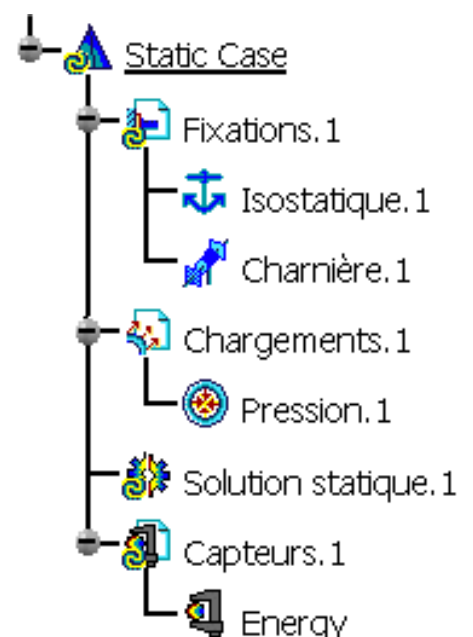 Static Case
Fixations.1
Isostatique.1
Charnière.1
Chargements.1
Pression.1
Solution statique.1
Capteurs.1
Energy